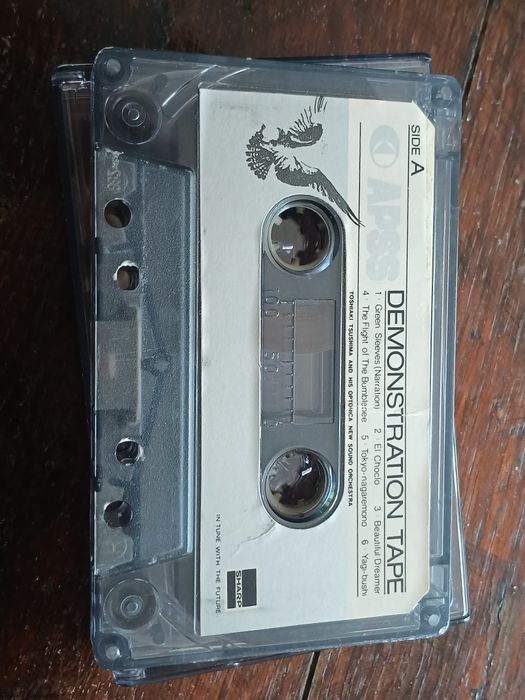 SIDE A
APSS
DEMONSTRATION TAPE
1· Green Sleeves (Narration) 2· El Choclo 3· Beautiful Dreamer
4· The Flight of The Bumblebee 5· Tokyo-nagaremono 6· Yagi-bushi
TOSHIAKI TSUSHIMA AND HIS OPTONICA NEW SOUND ORCHESTRA
100 50
SHARP
IN TUNE WITH THE FUTURE